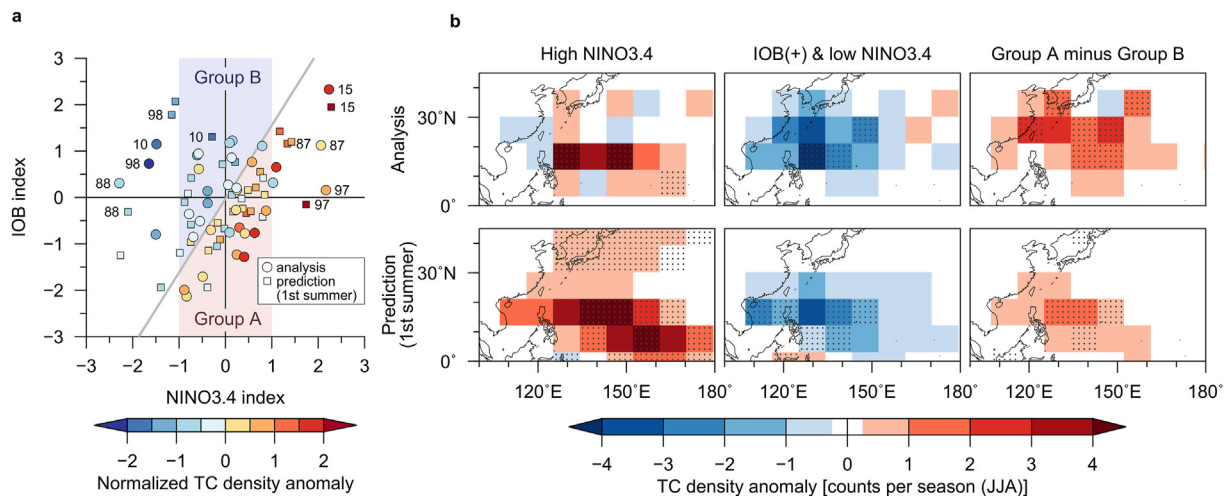 a
IOB index
3
2
1
0
−1
−2
−3
Group B
Group A
15
15
98
10
10
87
87
98
88
97
88
97
analysis
prediction
(1st summer)
−3
−2
−1
0
1
2
3
NINO3.4 index
−2
−1
0
1
2
Normalized TC density anomaly
b
High NINO3.4
IOB(+) & low NINO3.4
Group A minus Group B
Analysis
30°N
0°
Prediction
(1st summer)
30°N
0°
120°E
150°E
180°
120°E
150°E
180°
120°E
150°E
180°
−4
−3
−2
−1
0
1
2
3
4
TC density anomaly [counts per season (JJA)]